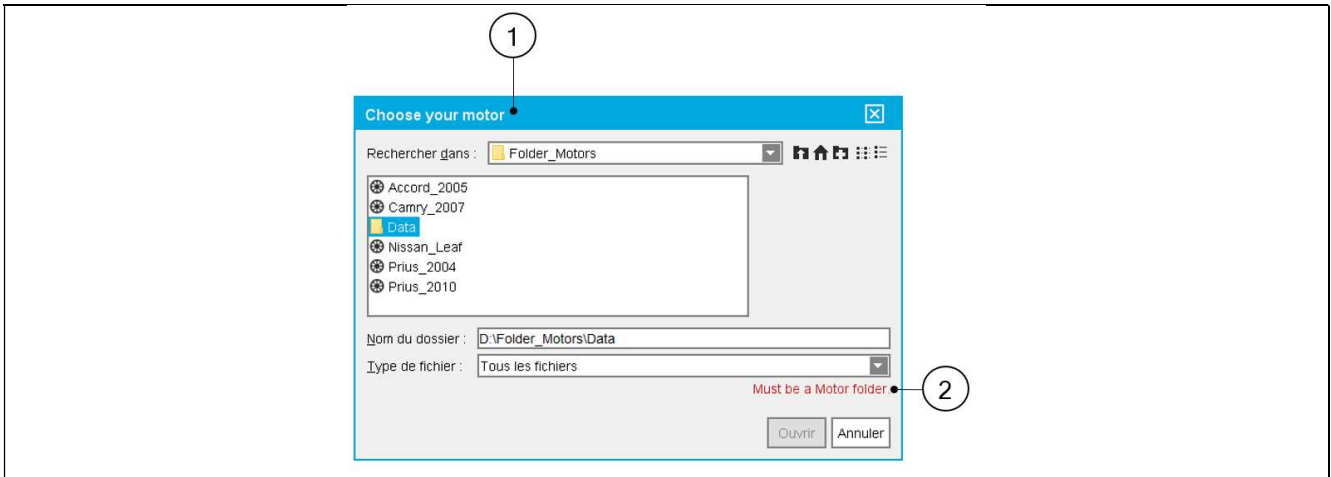 1
Choose your motor
Rechercher dans : Folder_Motors
Accord_2005
Camry_2007
Data
Nissan_Leaf
Prius_2004
Prius_2010
Nom du dossier : D:\Folder_Motors\Data
Type de fichier : Tous les fichiers
Must be a Motor folder.
2
Ouvrir Annuler